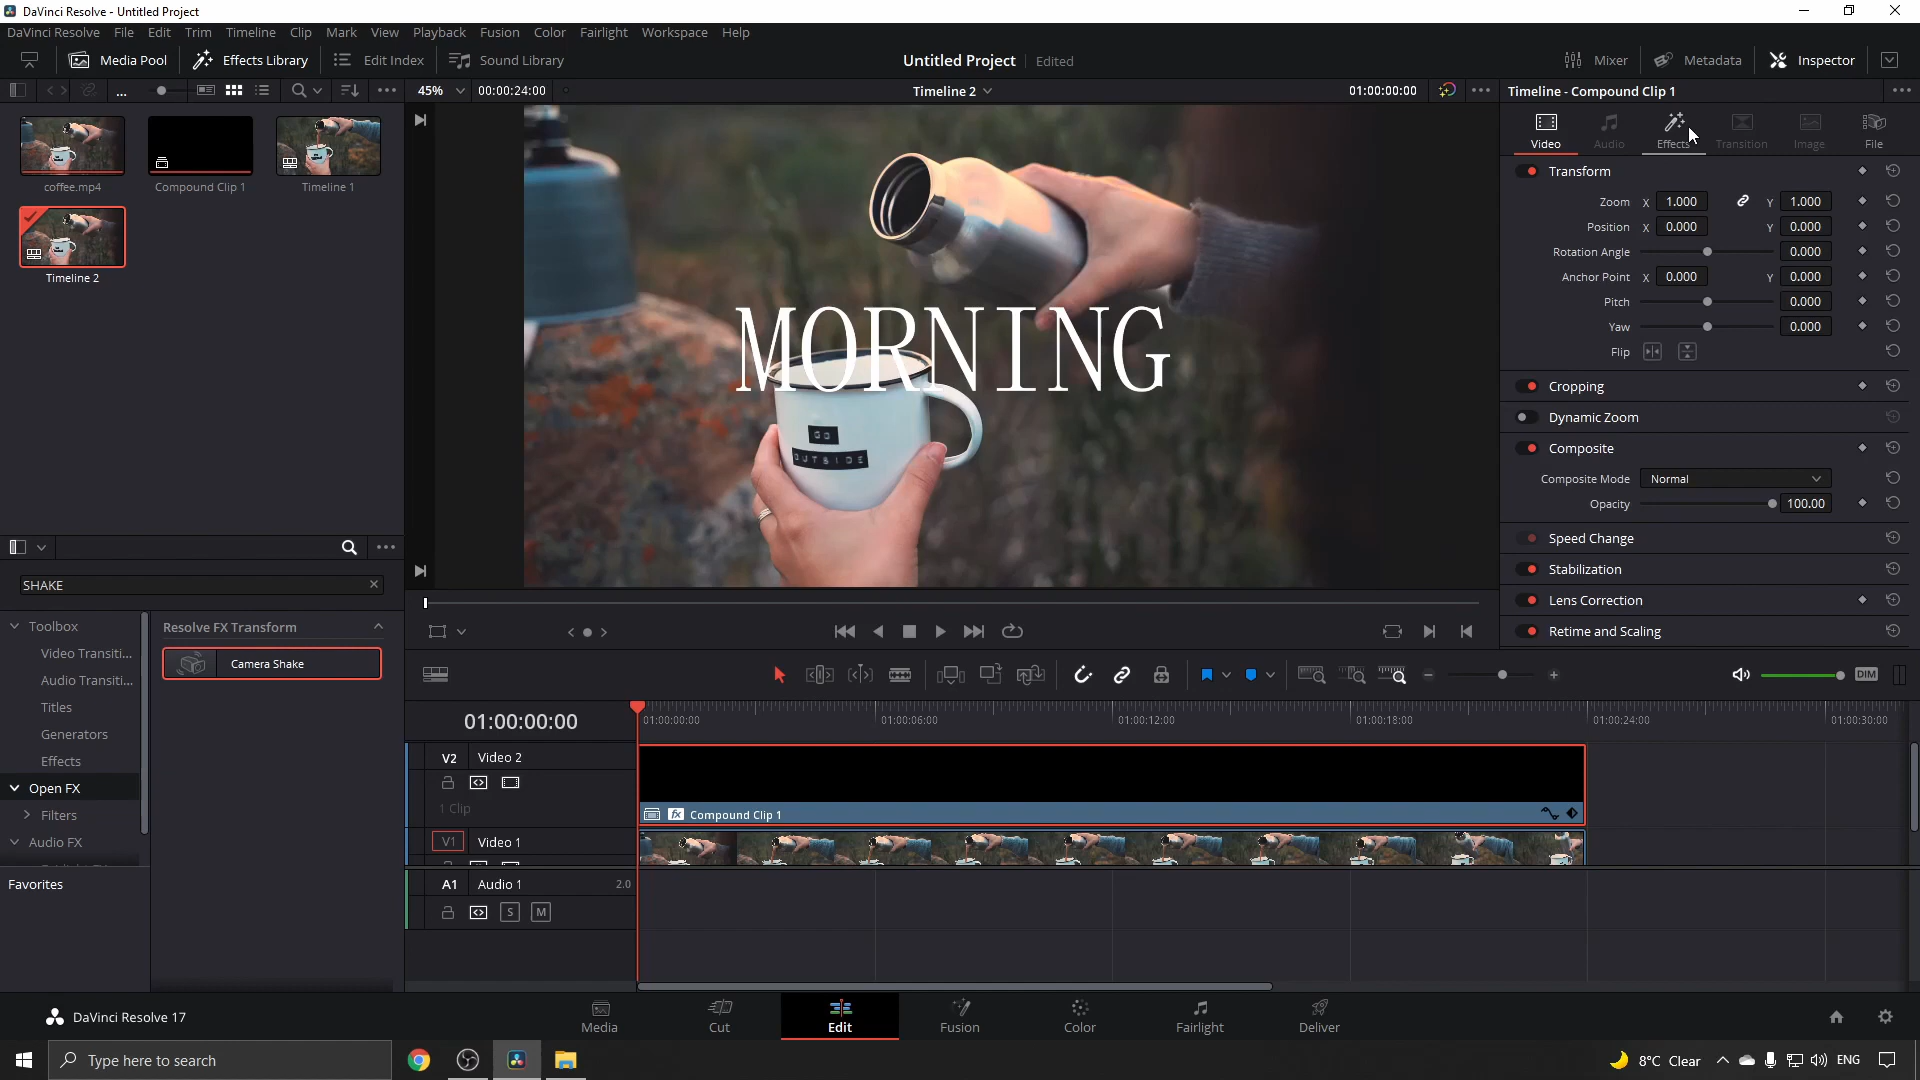 DaVinci Resolve - Untitled Project
DaVinci Resolve File Edit Trim Timeline Clip Mark View Playback Fusion Color Fairlight Workspace Help
Media Pool Effects Library Edit Index Sound Library Untitled Project Edited Mixer Metadata Inspector
... 45% 00:00:24:00 Timeline 2 01:00:00:00 Timeline - Compound Clip 1
Video Audio Effects Transition Image File
coffee.mp4 Compound Clip 1 Timeline 1
Timeline 2
MORNING
GO
OUTSIDE
Transform
Zoom X 1.000 Y 1.000
Position X 0.000 Y 0.000
Rotation Angle 0.000
Anchor Point X 0.000 Y 0.000
Pitch 0.000
Yaw 0.000
Flip
Cropping
Dynamic Zoom
Composite
Composite Mode Normal
Opacity 100.00
Speed Change
Stabilization
Lens Correction
Retime and Scaling
SHAKE
Toolbox
Video Transiti...
Audio Transiti...
Titles
Generators
Effects
Open FX
Filters
Audio FX
Favorites
Resolve FX Transform
Camera Shake
DIM
01:00:00:00 01:00:00:00 01:00:06:00 01:00:12:00 01:00:18:00 01:00:24:00 01:00:30:00
V2 Video 2
1 Clip
Compound Clip 1
V1 Video 1
A1 Audio 1 2.0
S M
DaVinci Resolve 17
Media Cut Edit Fusion Color Fairlight Deliver
Type here to search
8°C Clear ENG